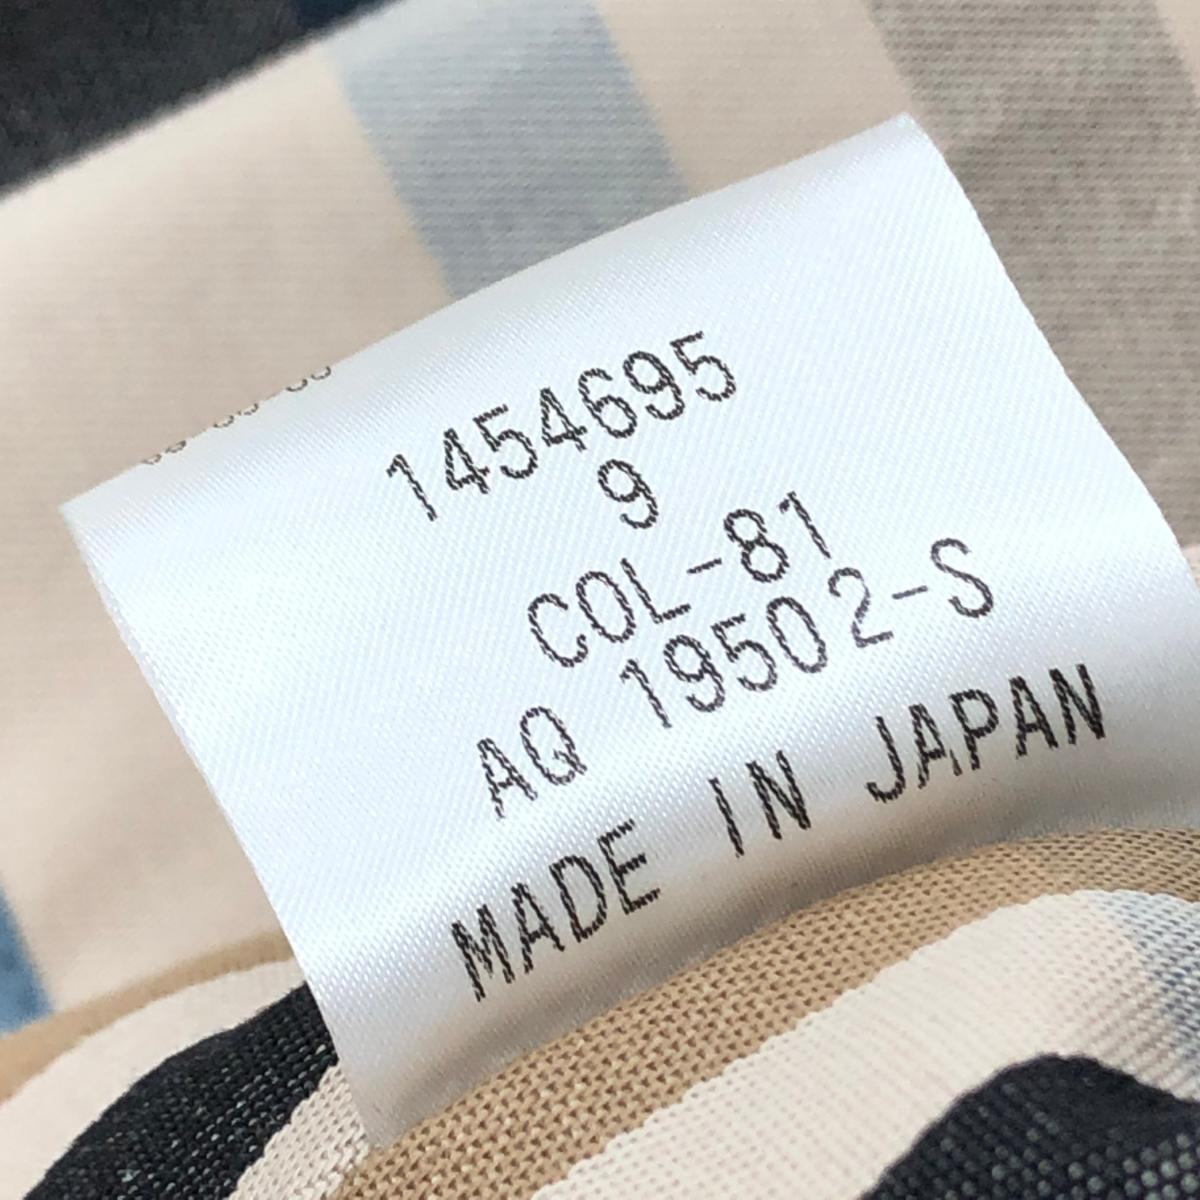 1454695
9
COL-81
AQ 19502-S
MADE IN JAPAN